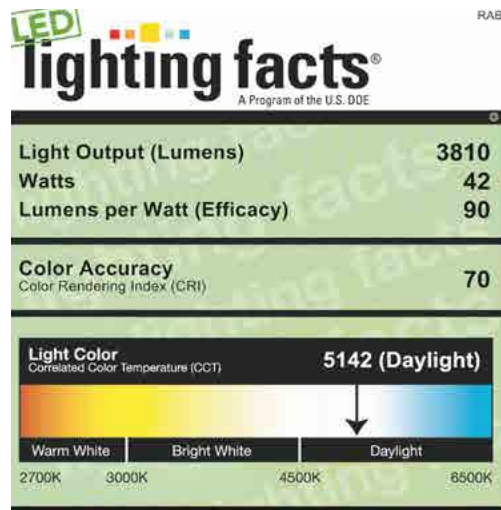 RAB
LED
lighting facts®
A Program of the U.S. DOE
Light Output (Lumens) 3810
Watts 42
Lumens per Watt (Efficacy) 90
Color Accuracy 70
Color Rendering Index (CRI)
Light Color 5142 (Daylight)
Correlated Color Temperature (CCT)
Warm White Bright White Daylight
2700K 3000K 4500K 6500K